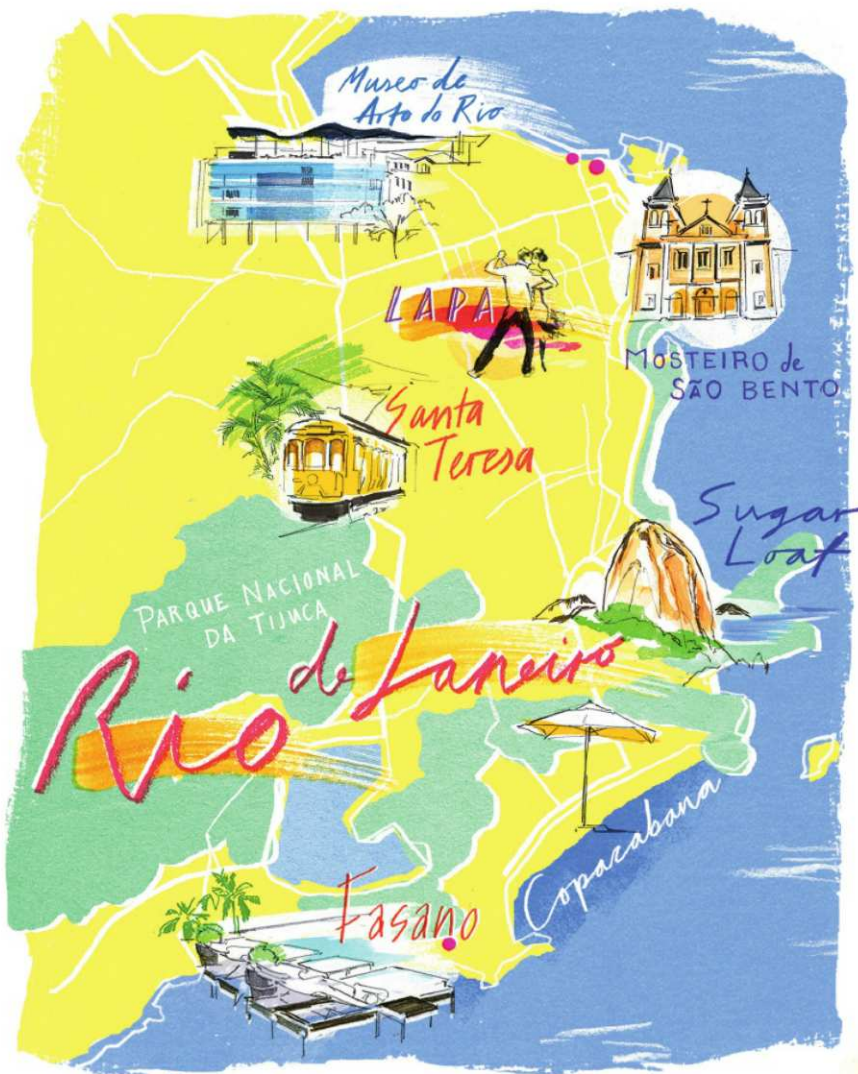 Museo de
Arto do Rio
LAPA
MOSTEIRO de
SÃO BENTO
Santa
Teresa
Sugar
Loaf
PARQUE NACIONAL
DA TIJUCA
Rio de Janeiro
Copacabana
Fasano